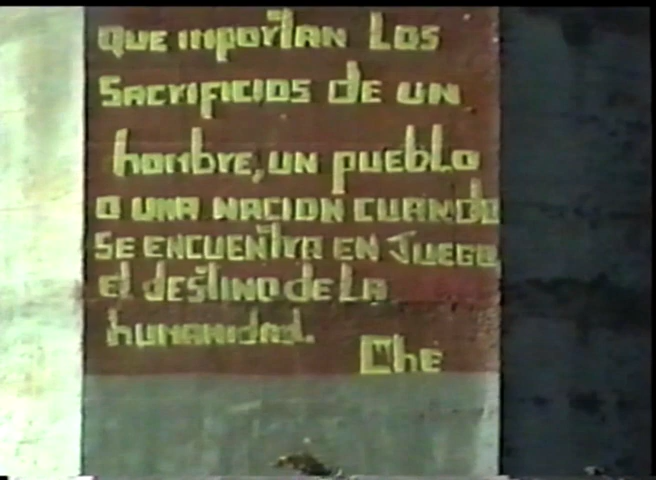 QUE IMPORTAN LOS
SACRIFICIOS DE UN
HOMBRE, UN PUEBLO
O UNA NACION CUANDO
SE ENCUENTRA EN JUEGO
EL DESTINO DE LA
HUMANIDAD.
Che